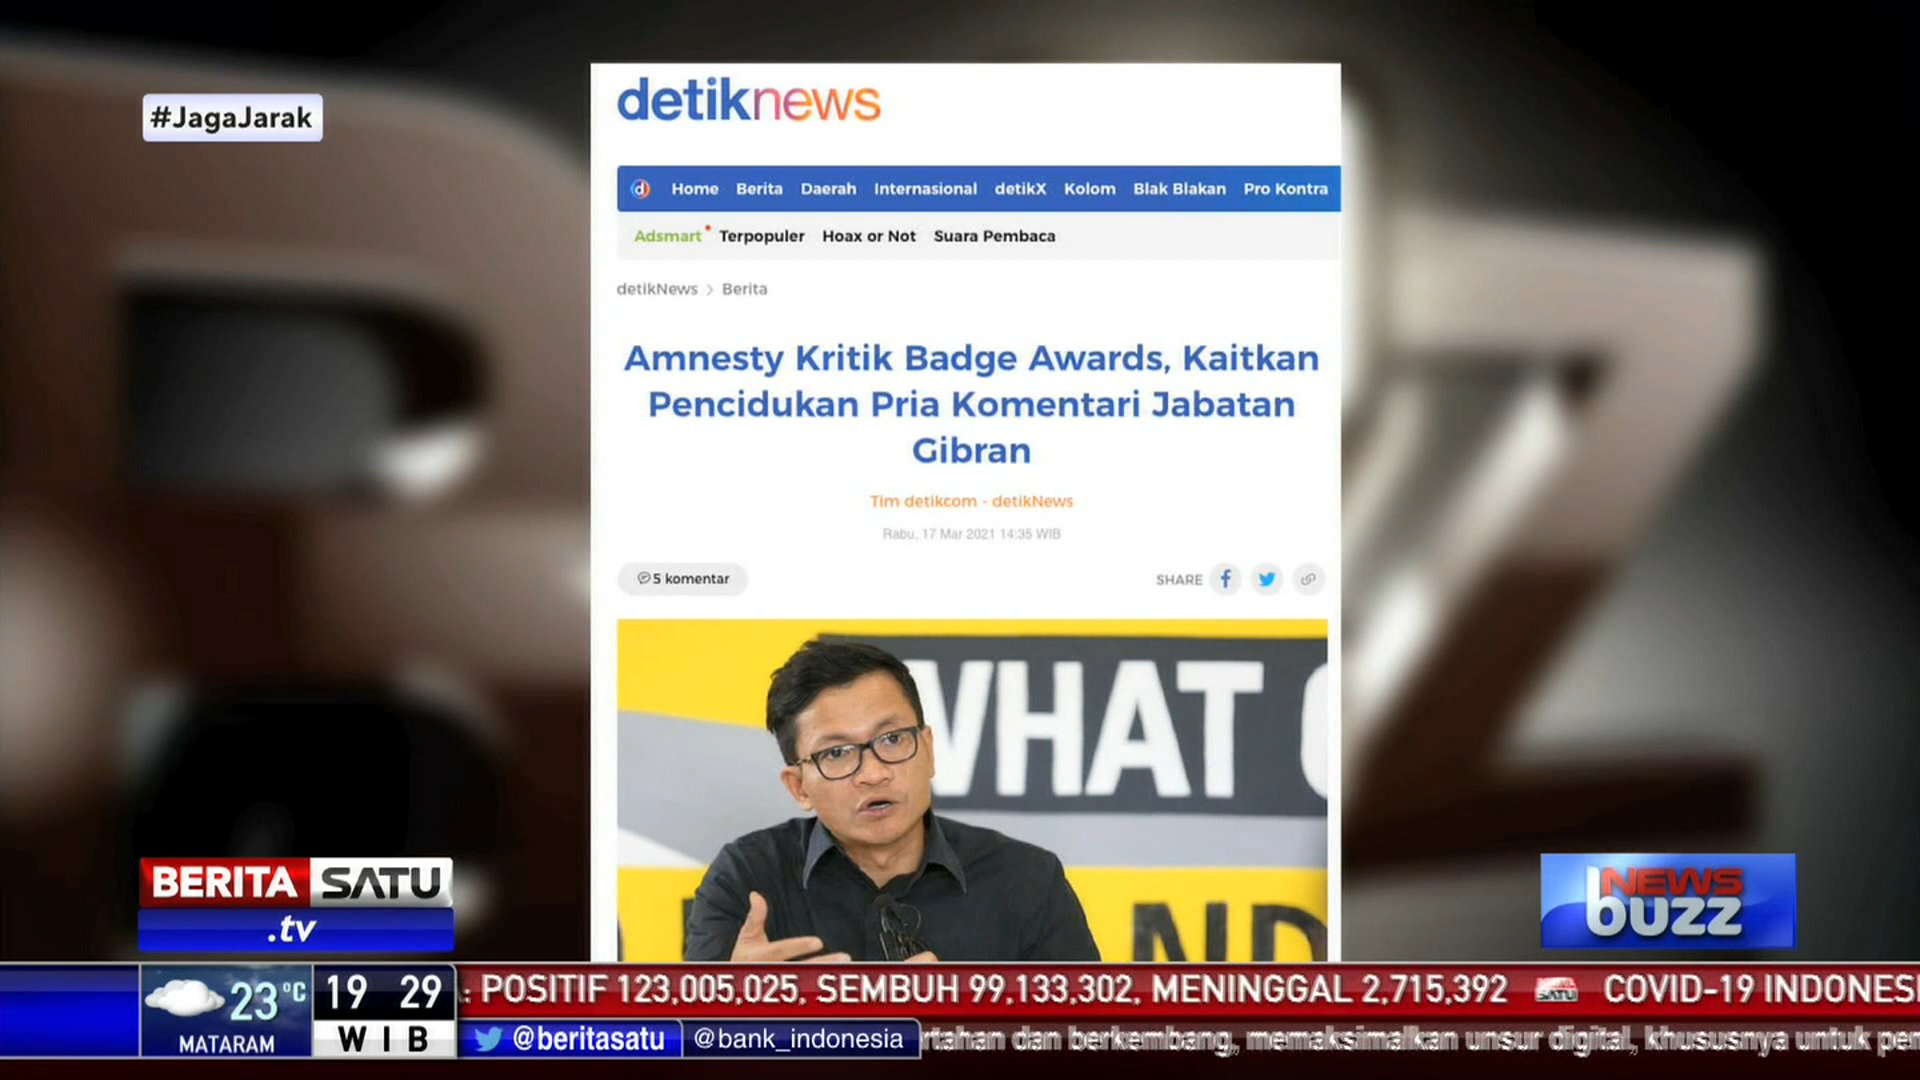 #JagaJarak
detiknews
Home Berita Daerah Internasional detikX Kolom Blak Blakan Pro Kontra
Adsmart Terpopuler Hoax or Not Suara Pembaca
detikNews > Berita
Amnesty Kritik Badge Awards, Kaitkan
Pencidukan Pria Komentari Jabatan
Gibran
Tim detikcom - detikNews
Rabu, 17 Mar 2021 14:35 WIB
5 komentar
SHARE
WHAT
ND
BERITA SATU
.tv
NEWS
BUZZ
23°C
MATARAM
19 29
WIB
: POSITIF 123,005,025, SEMBUH 99,133,302, MENINGGAL 2,715,392 SATU COVID-19 INDONES
@beritasatu @bank_indonesia rtahan dan berkembang, memaksimalkan unsur digital, khususnya untuk pe